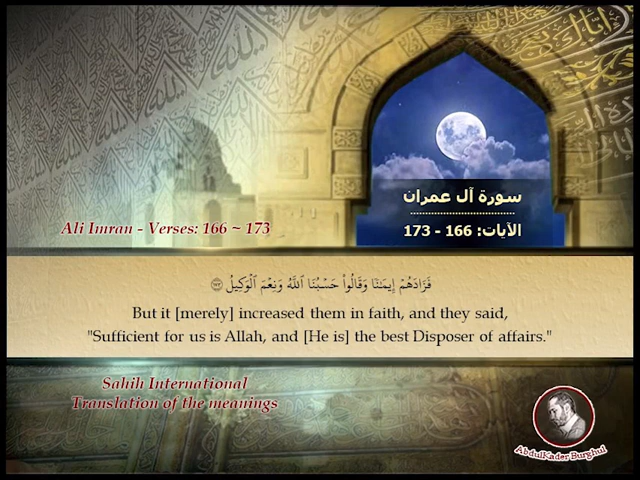 سورة آل عمران
الآيات: 166 - 173
Ali Imran - Verses: 166 ~ 173
فَزَادَهُمْ إِيمَـٰنًا وَقَالُوا۟ حَسْبُنَا ٱللَّهُ وَنِعْمَ ٱلْوَكِيلُ ﴿١٧٣﴾
But it [merely] increased them in faith, and they said,
"Sufficient for us is Allah, and [He is] the best Disposer of affairs."
Sahih International
Translation of the meanings
AbdulKader Burghul